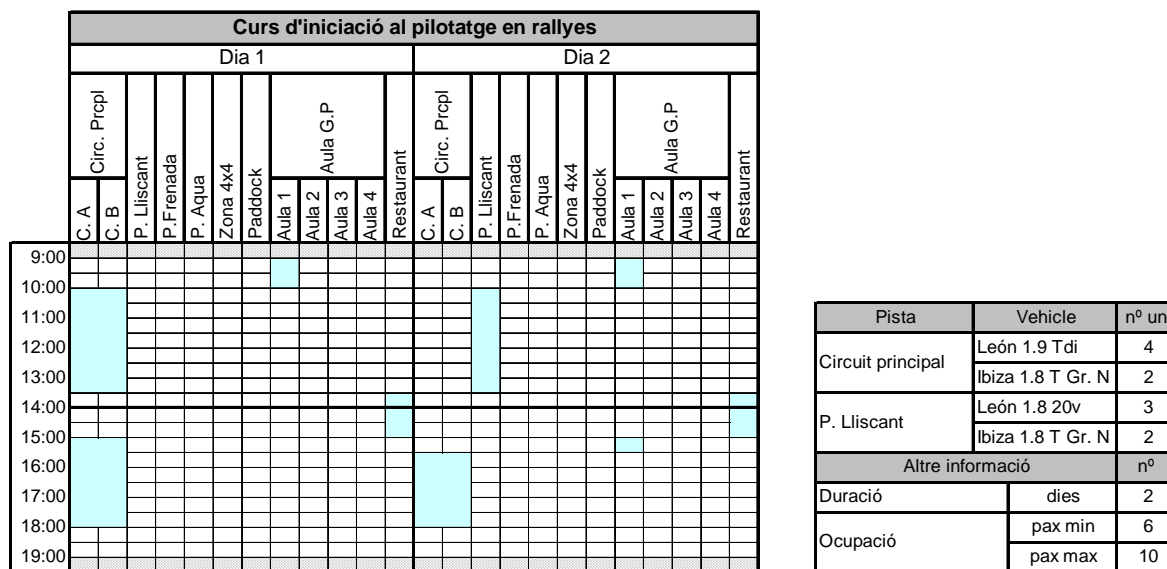 Curs d'iniciació al pilotatge en rallyes
Dia 1
Dia 2
Circ. Prcpl
C. A
C. B
P. Lliscant
P.Frenada
P. Aqua
Zona 4x4
Paddock
Aula G.P
Aula 1
Aula 2
Aula 3
Aula 4
Restaurant
Circ. Prcpl
C. A
C. B
P. Lliscant
P.Frenada
P. Aqua
Zona 4x4
Paddock
Aula G.P
Aula 1
Aula 2
Aula 3
Aula 4
Restaurant
9:00
10:00
11:00
12:00
13:00
14:00
15:00
16:00
17:00
18:00
19:00
Pista Vehicle nº un
Circuit principal
León 1.9 Tdi 4
Ibiza 1.8 T Gr. N 2
P. Lliscant
León 1.8 20v 3
Ibiza 1.8 T Gr. N 2
Altre informació nº
Duració dies 2
Ocupació
pax min 6
pax max 10